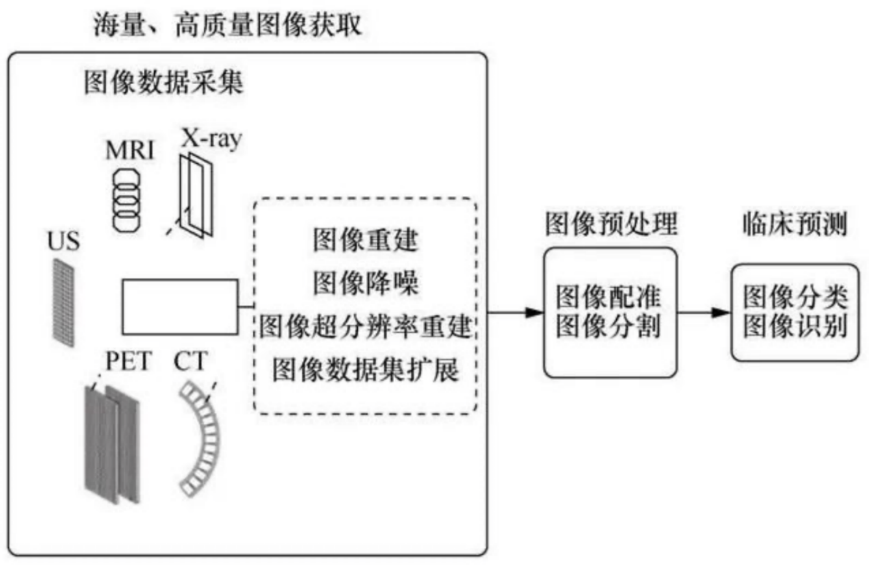 海量、高质量图像获取
图像数据采集
MRI
X-ray
US
PET
CT
图像重建
图像降噪
图像超分辨率重建
图像数据集扩展
图像预处理
图像配准
图像分割
临床预测
图像分类
图像识别